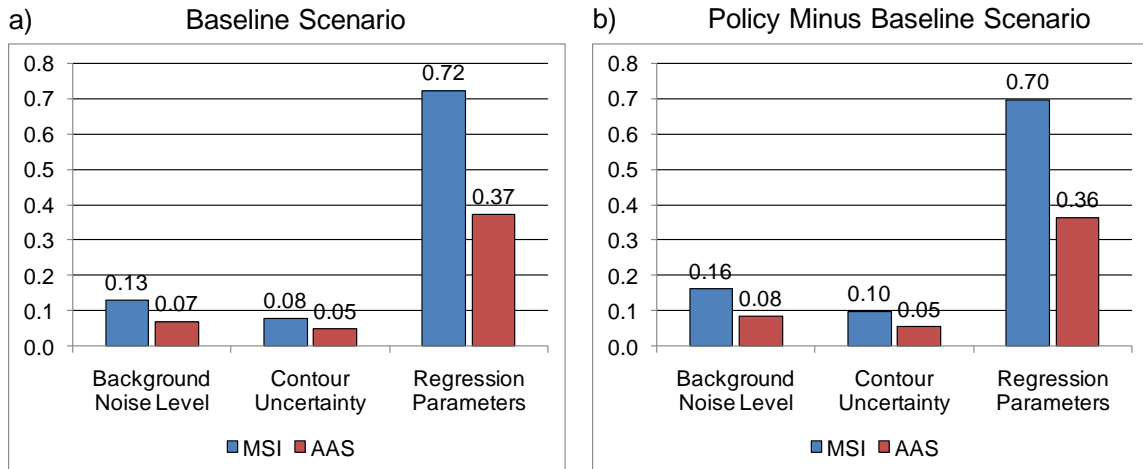 a) Baseline Scenario
0.8
0.7
0.6
0.5
0.4
0.3
0.2
0.1
0.0
0.13
0.07
0.08
0.05
0.72
0.37
Background
Noise Level
Contour
Uncertainty
Regression
Parameters
MSI AAS
b) Policy Minus Baseline Scenario
0.8
0.7
0.6
0.5
0.4
0.3
0.2
0.1
0.0
0.16
0.08
0.10
0.05
0.70
0.36
Background
Noise Level
Contour
Uncertainty
Regression
Parameters
MSI AAS